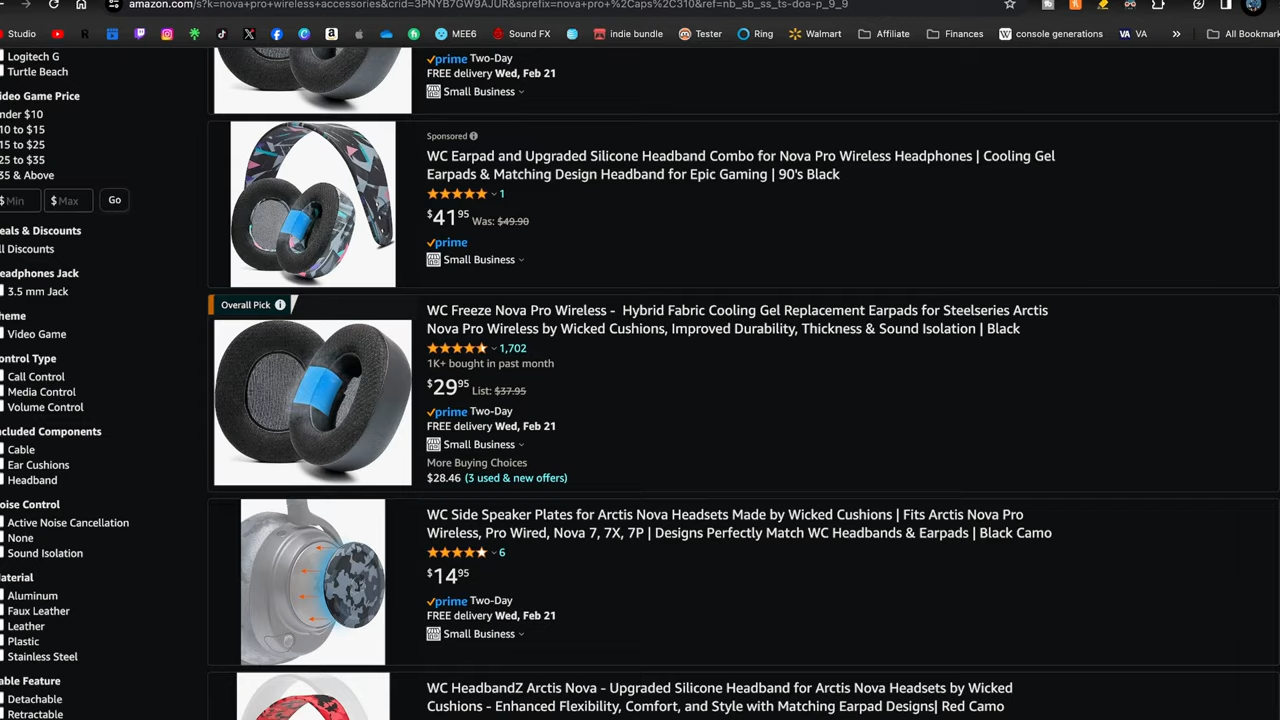 amazon.com/s?k=nova+pro+wireless+accessories&crid=3PNYB7GW9AJUR&sprefix=nova+pro+%2Caps%2C310&ref=nb_sb_ss_ts-doa-p_9_9
Studio
MEE6
Sound FX
indie bundle
Tester
Ring
Walmart
Affiliate
Finances
console generations
VA
»
All Bookmar
Logitech G
Turtle Beach
ideo Game Price
nder $10
10 to $15
15 to $25
25 to $35
35 & Above
$ Min
$ Max
Go
eals & Discounts
ll Discounts
eadphones Jack
3.5 mm Jack
heme
Video Game
ontrol Type
Call Control
Media Control
Volume Control
ncluded Components
Cable
Ear Cushions
Headband
oise Control
Active Noise Cancellation
None
Sound Isolation
aterial
Aluminum
Faux Leather
Leather
Plastic
Stainless Steel
able Feature
Detachable
Retractable
prime Two-Day
FREE delivery Wed, Feb 21
Small Business
Sponsored
WC Earpad and Upgraded Silicone Headband Combo for Nova Pro Wireless Headphones | Cooling Gel
Earpads & Matching Design Headband for Epic Gaming | 90's Black
1
$41 95 Was: $49.90
prime
Small Business
Overall Pick
WC Freeze Nova Pro Wireless - Hybrid Fabric Cooling Gel Replacement Earpads for Steelseries Arctis
Nova Pro Wireless by Wicked Cushions, Improved Durability, Thickness & Sound Isolation | Black
1,702
1K+ bought in past month
$29 95 List: $37.95
prime Two-Day
FREE delivery Wed, Feb 21
Small Business
More Buying Choices
$28.46 (3 used & new offers)
WC Side Speaker Plates for Arctis Nova Headsets Made by Wicked Cushions | Fits Arctis Nova Pro
Wireless, Pro Wired, Nova 7, 7X, 7P | Designs Perfectly Match WC Headbands & Earpads | Black Camo
6
$14 95
prime Two-Day
FREE delivery Wed, Feb 21
Small Business
WC HeadbandZ Arctis Nova - Upgraded Silicone Headband for Arctis Nova Headsets by Wicked
Cushions - Enhanced Flexibility, Comfort, and Style with Matching Earpad Designs| Red Camo